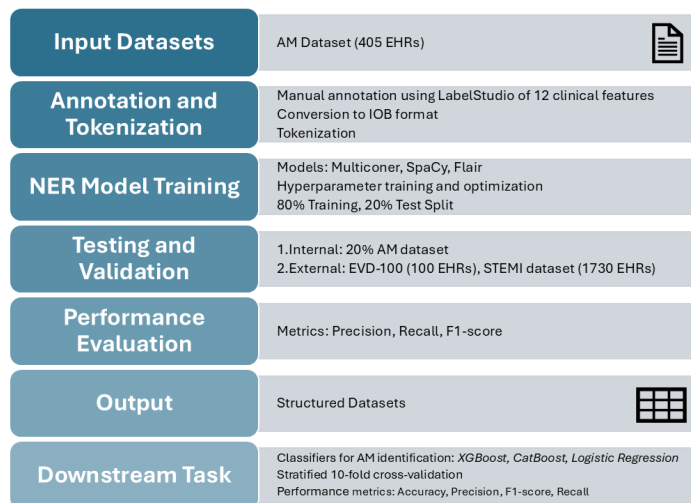 Input Datasets
AM Dataset (405 EHRs)
Annotation and
Tokenization
Manual annotation using LabelStudio of 12 clinical features
Conversion to IOB format
Tokenization
NER Model Training
Models: Multiconer, SpaCy, Flair
Hyperparameter training and optimization
80% Training, 20% Test Split
Testing and
Validation
1.Internal: 20% AM dataset
2.External: EVD-100 (100 EHRs), STEMI dataset (1730 EHRs)
Performance
Evaluation
Metrics: Precision, Recall, F1-score
Output
Structured Datasets
Downstream Task
Classifiers for AM identification: XGBoost, CatBoost, Logistic Regression
Stratified 10-fold cross-validation
Performance metrics: Accuracy, Precision, F1-score, Recall